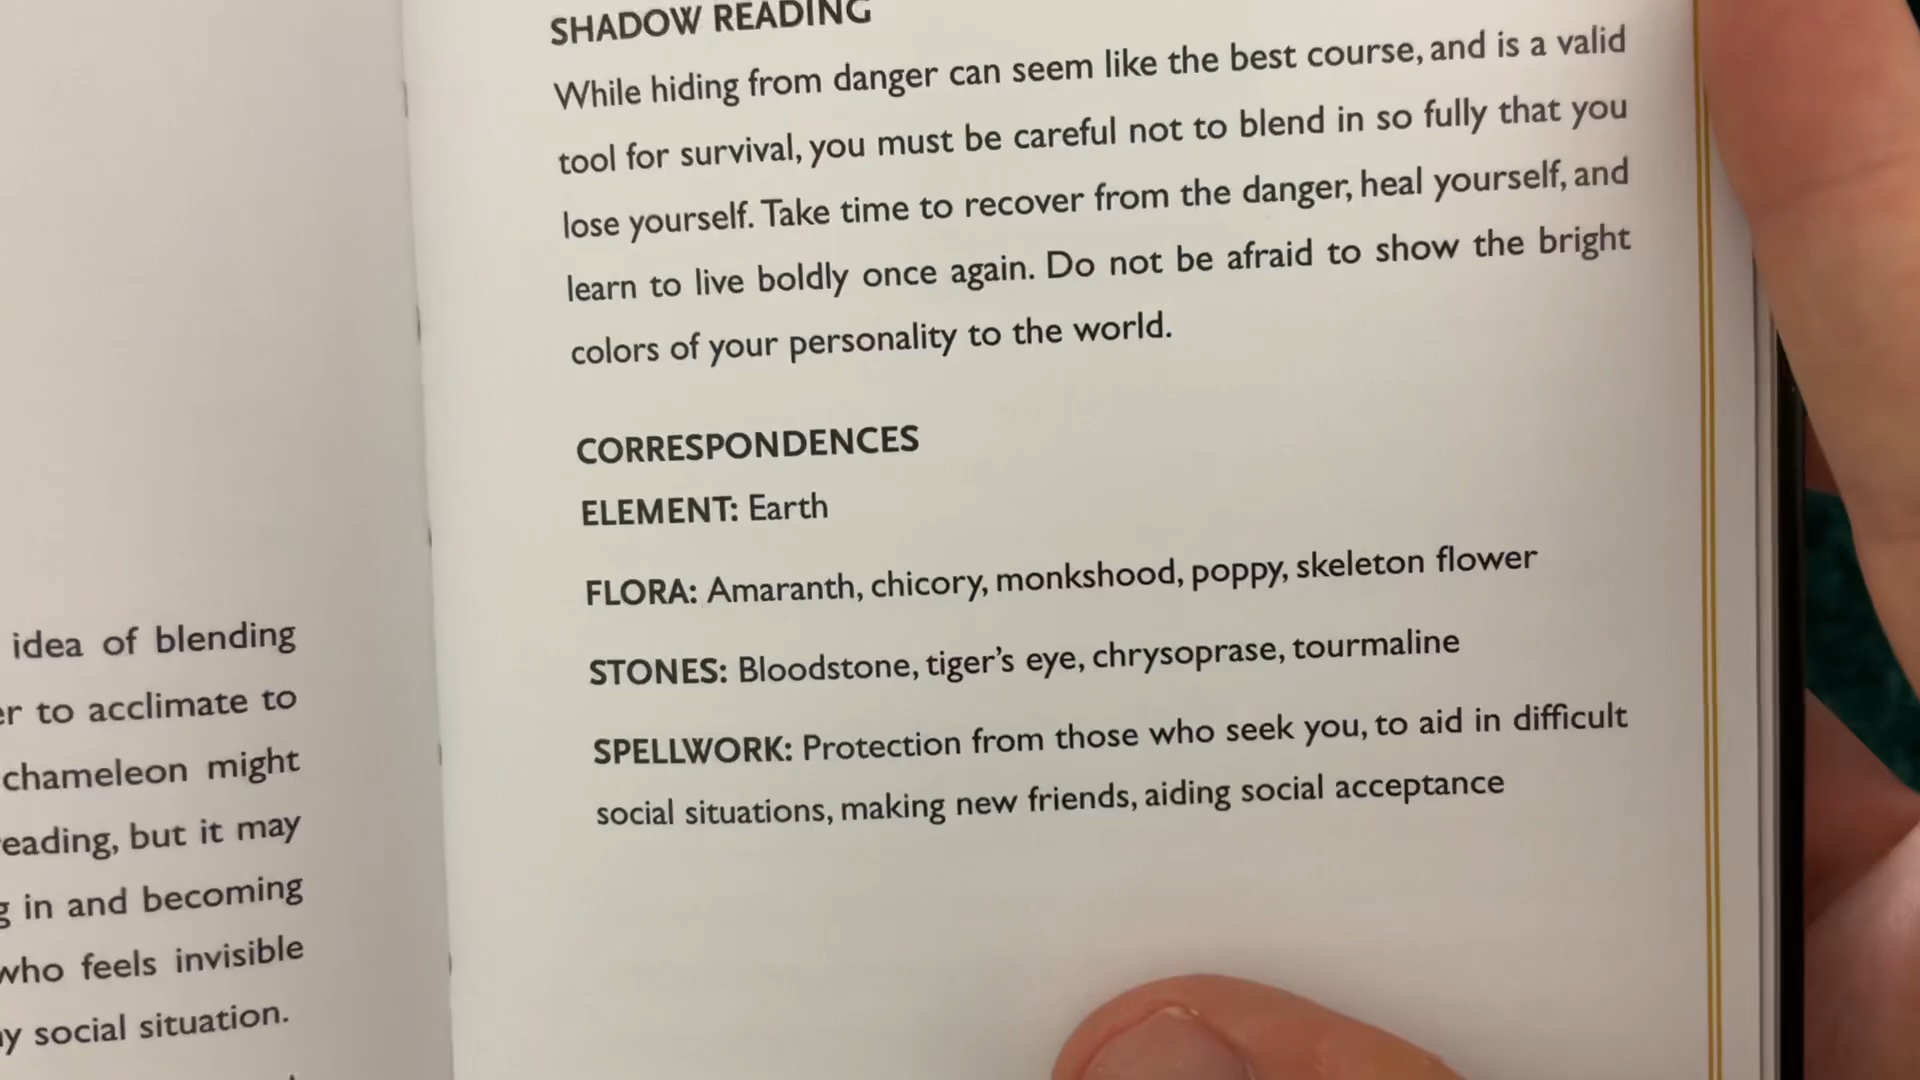 idea of blending
to acclimate to
chameleon might
but it may
in and becoming
who feels invisible
social situation.
SHADOW READING
While hiding from danger can seem like the best course, and is a valid
tool for survival, you must be careful not to blend in so fully that you
lose yourself. Take time to recover from the danger, heal yourself, and
learn to live boldly once again. Do not be afraid to show the bright
colors of your personality to the world.
CORRESPONDENCES
ELEMENT: Earth
FLORA: Amaranth, chicory, monkshood, poppy, skeleton flower
STONES: Bloodstone, tiger's eye, chrysoprase, tourmaline
SPELLWORK: Protection from those who seek you, to aid in difficult
social situations, making new friends, aiding social acceptance